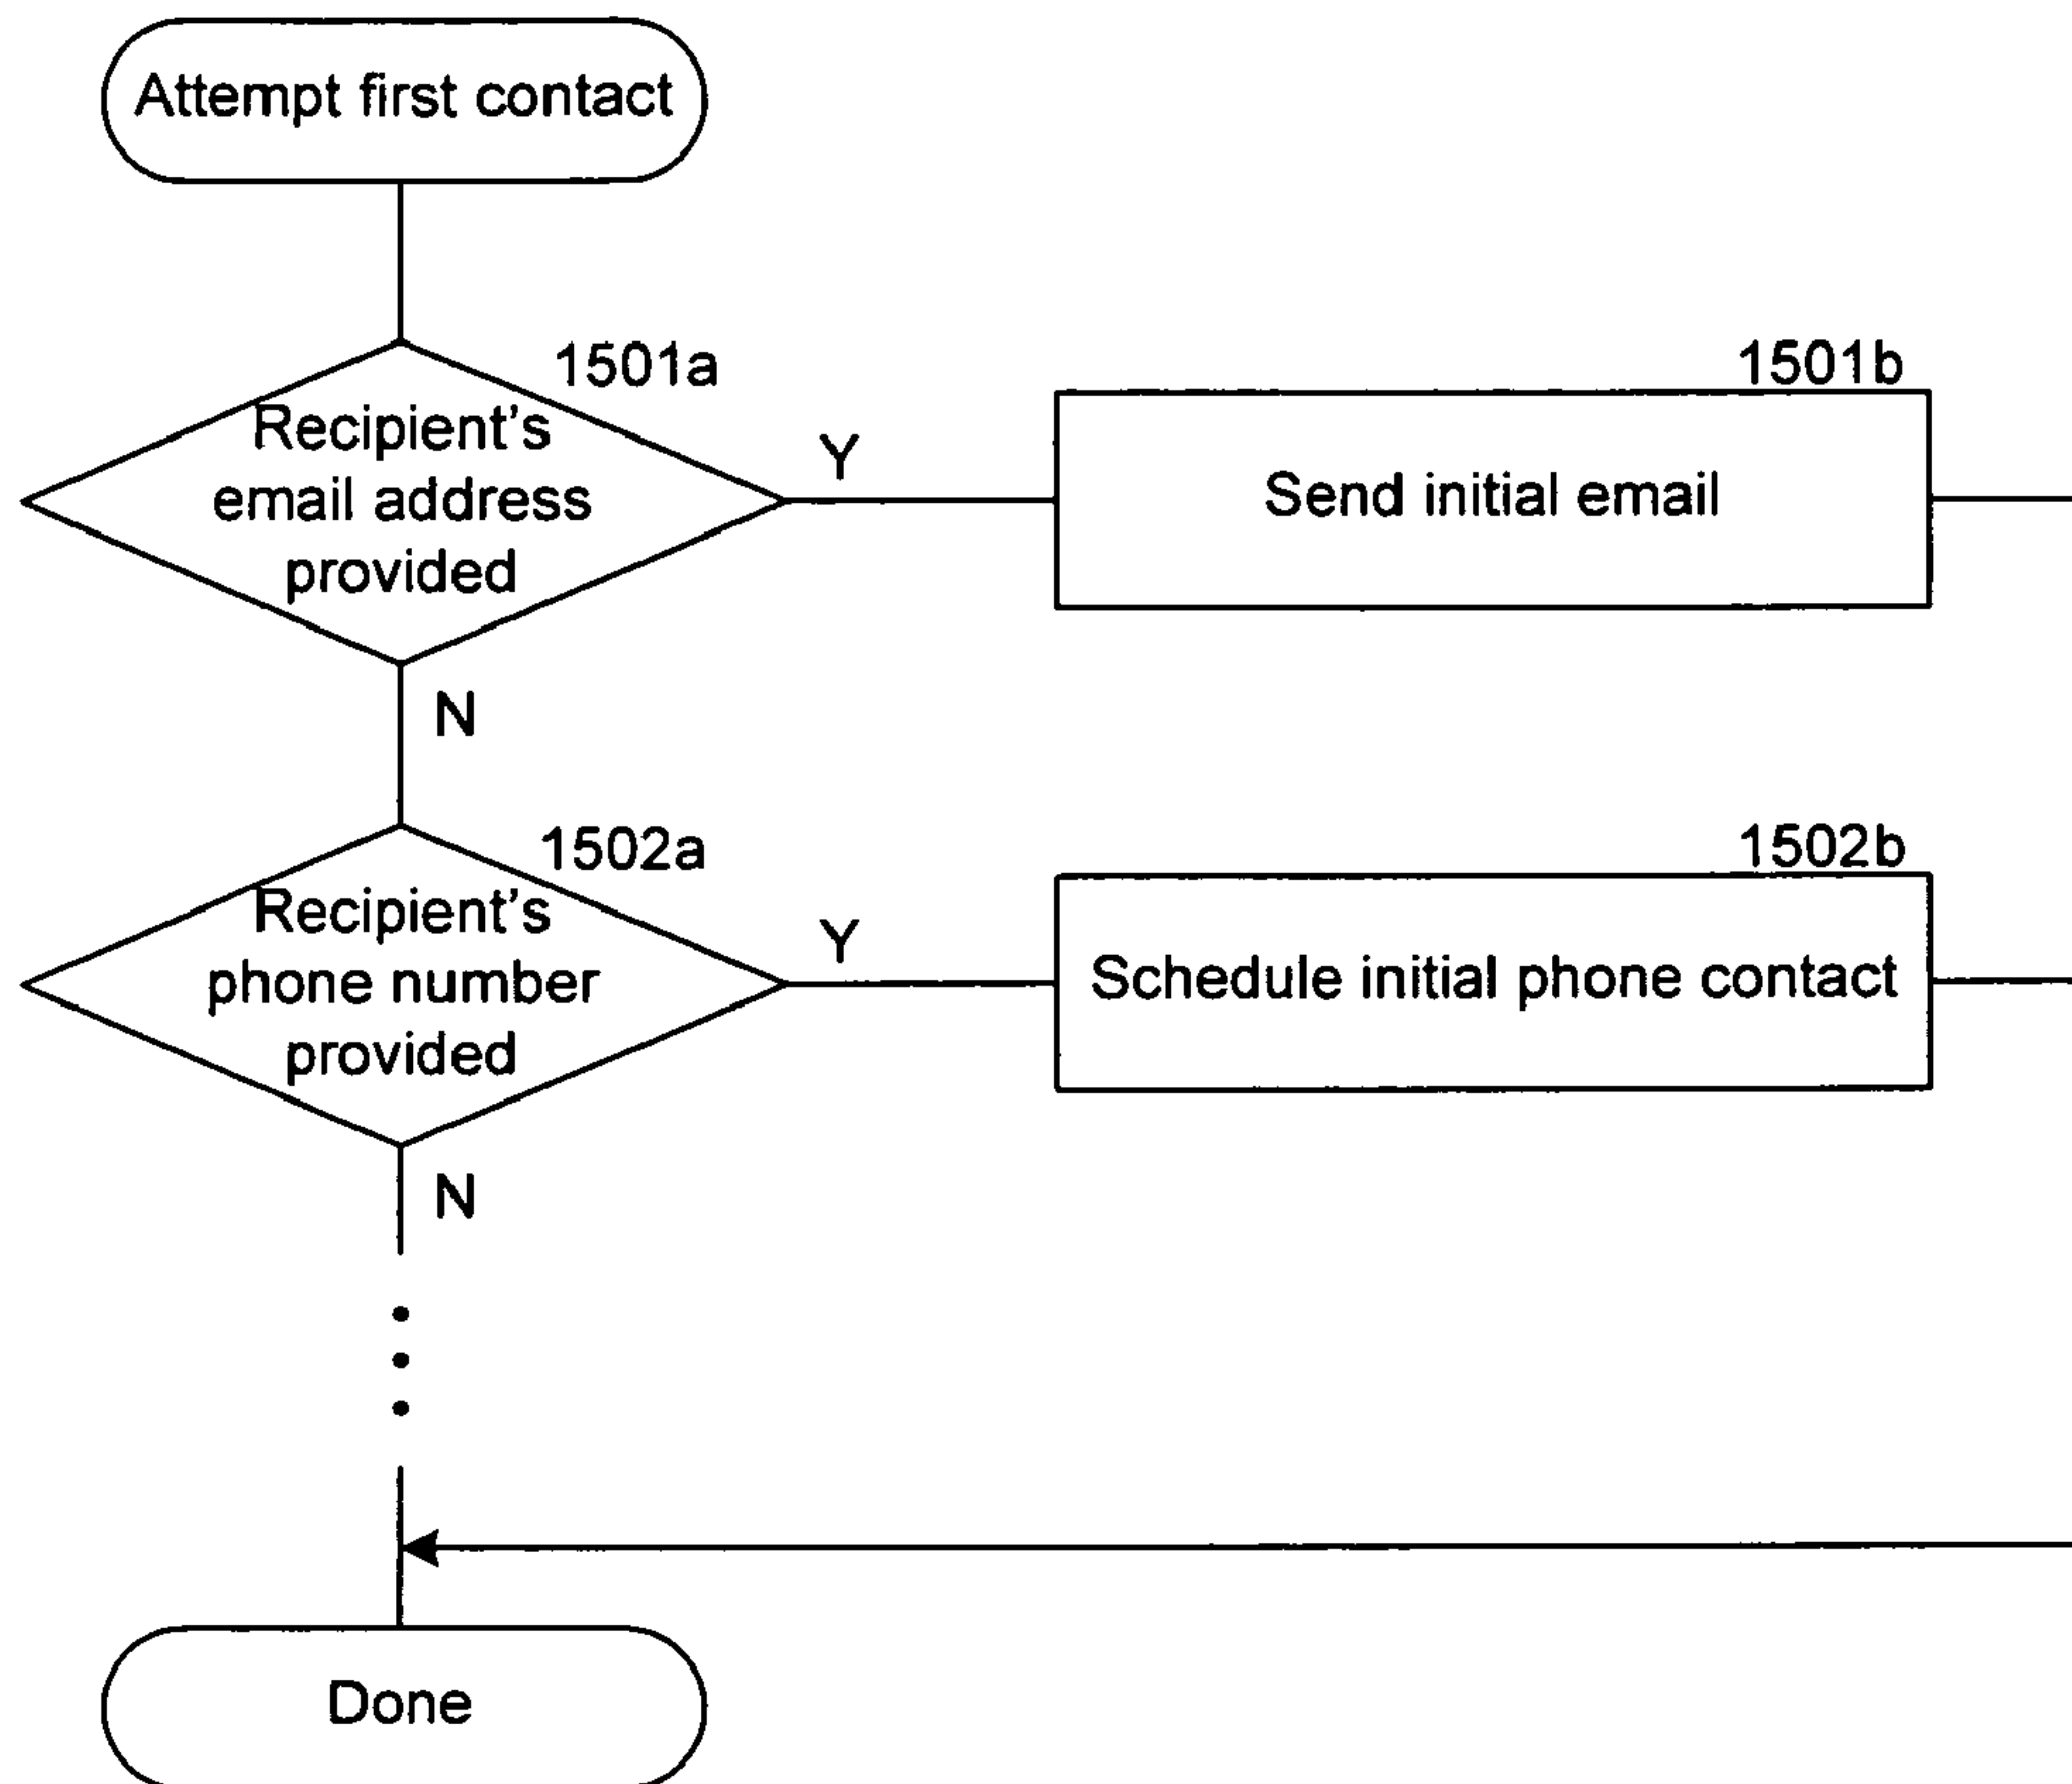 Attempt first contact
1501a
Recipient's
email address
provided
Y
1501b
Send initial email
N
1502a
Recipient's
phone number
provided
Y
1502b
Schedule initial phone contact
N
Done